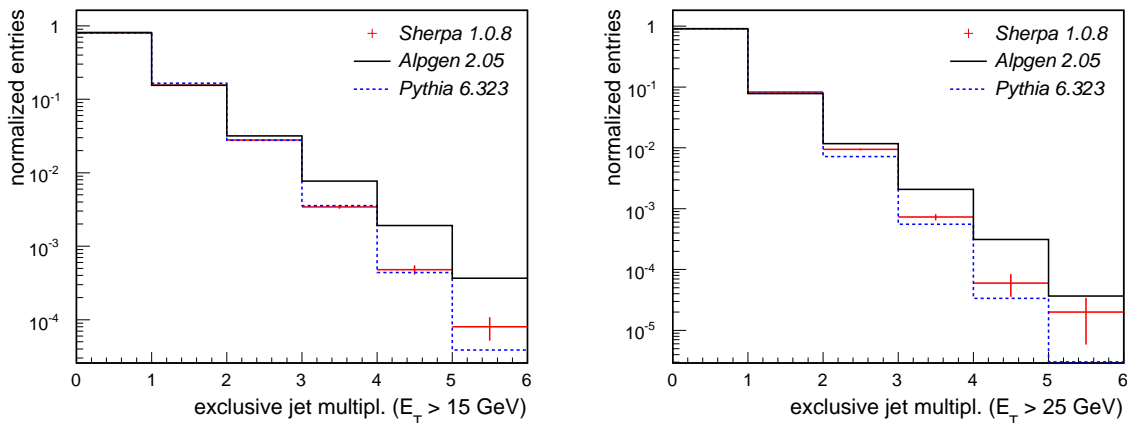 normalized entries
1
10⁻¹
10⁻²
10⁻³
10⁻⁴
Sherpa 1.0.8
Alpgen 2.05
Pythia 6.323
0 1 2 3 4 5 6
exclusive jet multipl. (E_T > 15 GeV)
normalized entries
1
10⁻¹
10⁻²
10⁻³
10⁻⁴
10⁻⁵
Sherpa 1.0.8
Alpgen 2.05
Pythia 6.323
0 1 2 3 4 5 6
exclusive jet multipl. (E_T > 25 GeV)